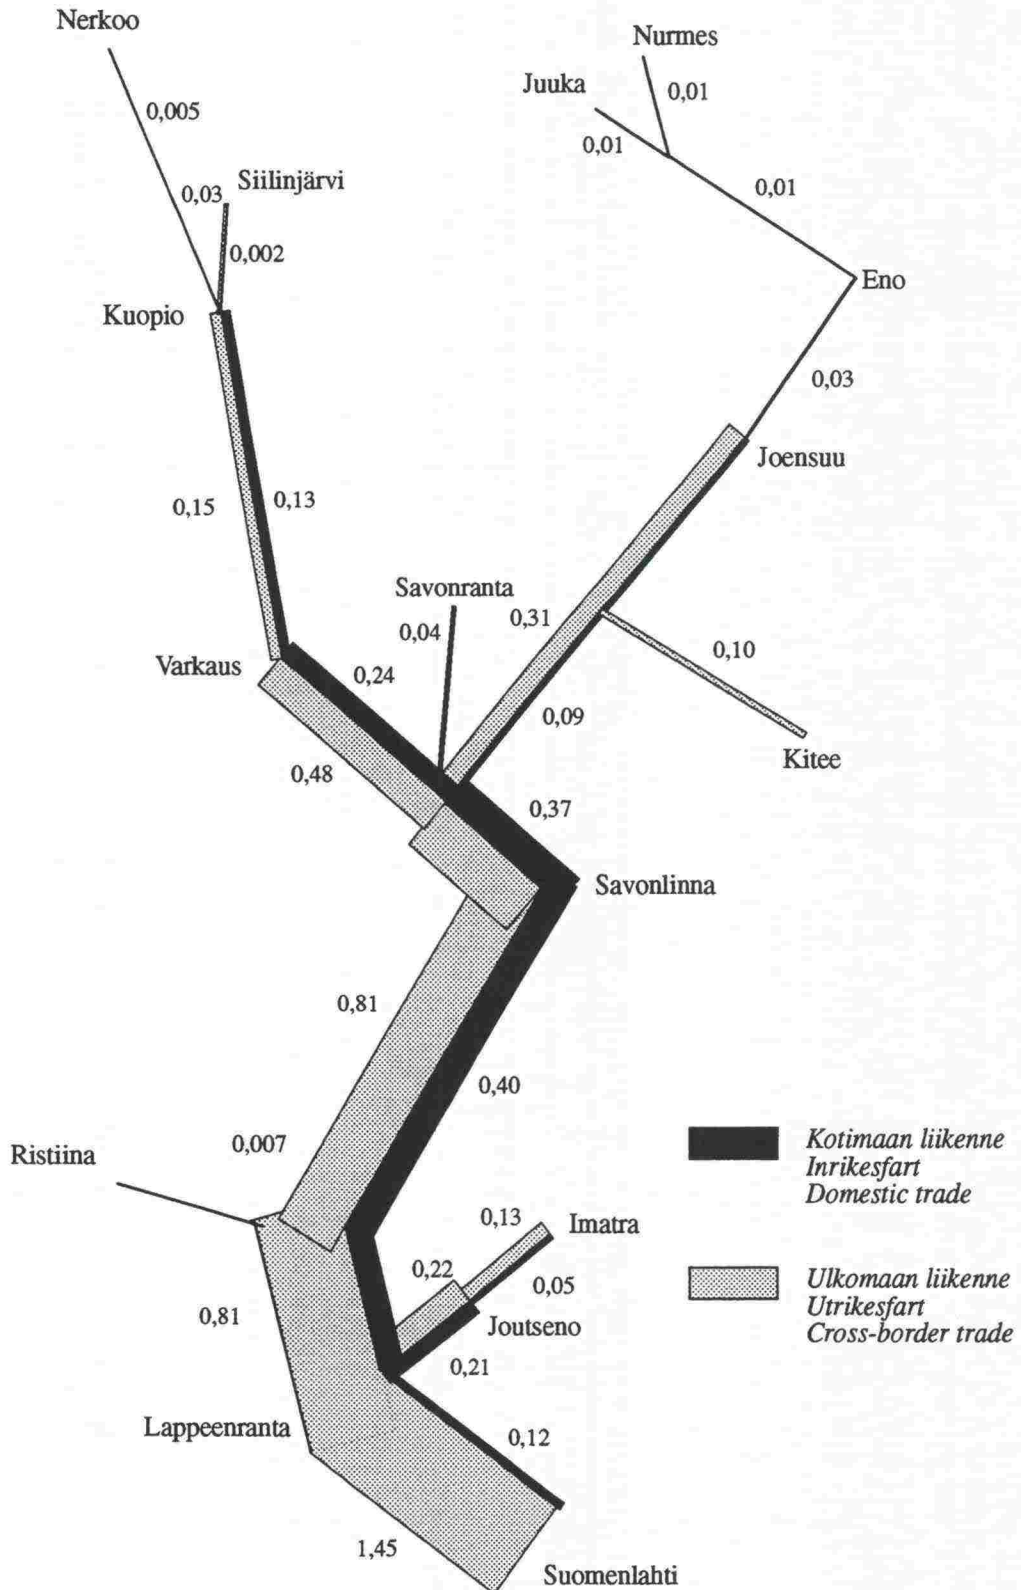 Nerkoo
Nurmes
Juuka
0,01
0,005
0,01
Siilinjärvi
0,03
0,01
0,002
Eno
Kuopio
0,03
Joensuu
0,15
0,13
Savonranta
0,31
0,04
0,10
Varkaus
0,24
0,09
Kitee
0,48
0,37
Savonlinna
0,81
0,40
Ristiina
0,007
Kotimaan liikenne
Inrikesfart
Domestic trade
0,13
Imatra
0,22
0,05
Ulkomaan liikenne
Utrikesfart
Cross-border trade
0,81
Joutseno
0,21
Lappeenranta
0,12
1,45
Suomenlahti